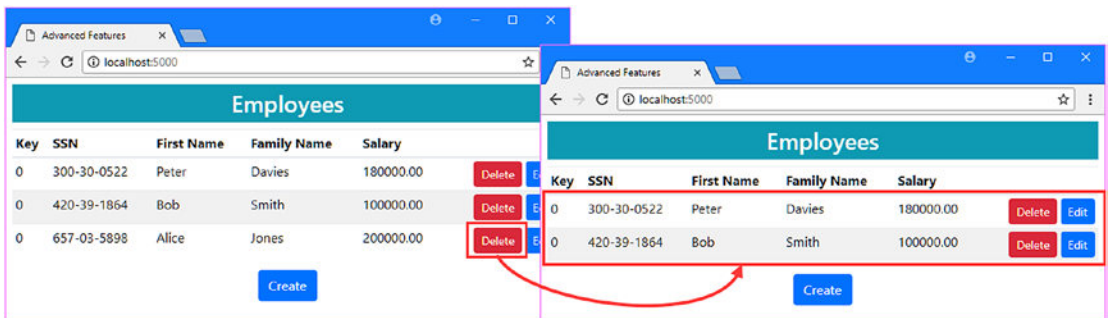 Advanced Features
localhost:5000
Employees
Key SSN First Name Family Name Salary
0 300-30-0522 Peter Davies 180000.00 Delete
0 420-39-1864 Bob Smith 100000.00 Delete
0 657-03-5898 Alice Jones 200000.00 Delete
Create
Advanced Features
localhost:5000
Employees
Key SSN First Name Family Name Salary
0 300-30-0522 Peter Davies 180000.00 Delete Edit
0 420-39-1864 Bob Smith 100000.00 Delete Edit
Create